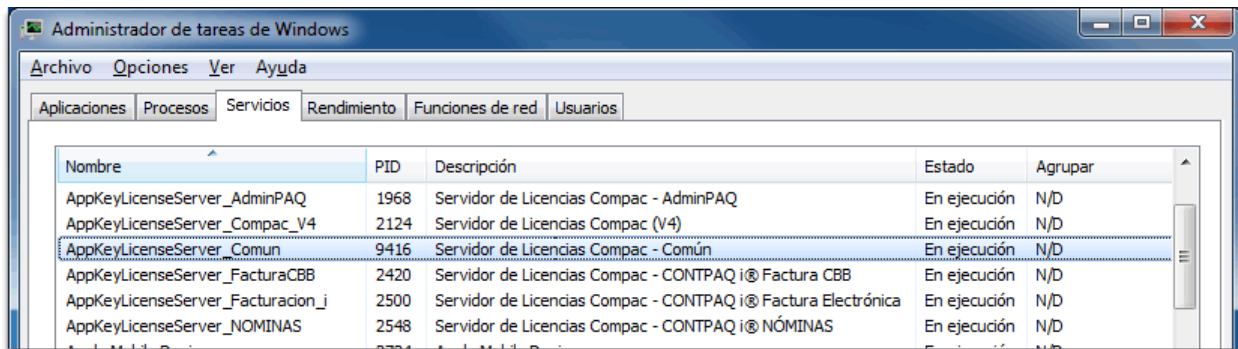 Administrador de tareas de Windows
Archivo Opciones Ver Ayuda
Aplicaciones Procesos Servicios Rendimiento Funciones de red Usuarios
Nombre PID Descripción Estado Agrupar
AppKeyLicenseServer_AdminPAQ 1968 Servidor de Licencias Compac - AdminPAQ En ejecución N/D
AppKeyLicenseServer_Compac_V4 2124 Servidor de Licencias Compac (V4) En ejecución N/D
AppKeyLicenseServer_Comun 9416 Servidor de Licencias Compac - Común En ejecución N/D
AppKeyLicenseServer_FacturaCBB 2420 Servidor de Licencias Compac - CONTPAQ i® Factura CBB En ejecución N/D
AppKeyLicenseServer_Facturacion_i 2500 Servidor de Licencias Compac - CONTPAQ i® Factura Electrónica En ejecución N/D
AppKeyLicenseServer_NOMINAS 2548 Servidor de Licencias Compac - CONTPAQ i® NÓMINAS En ejecución N/D